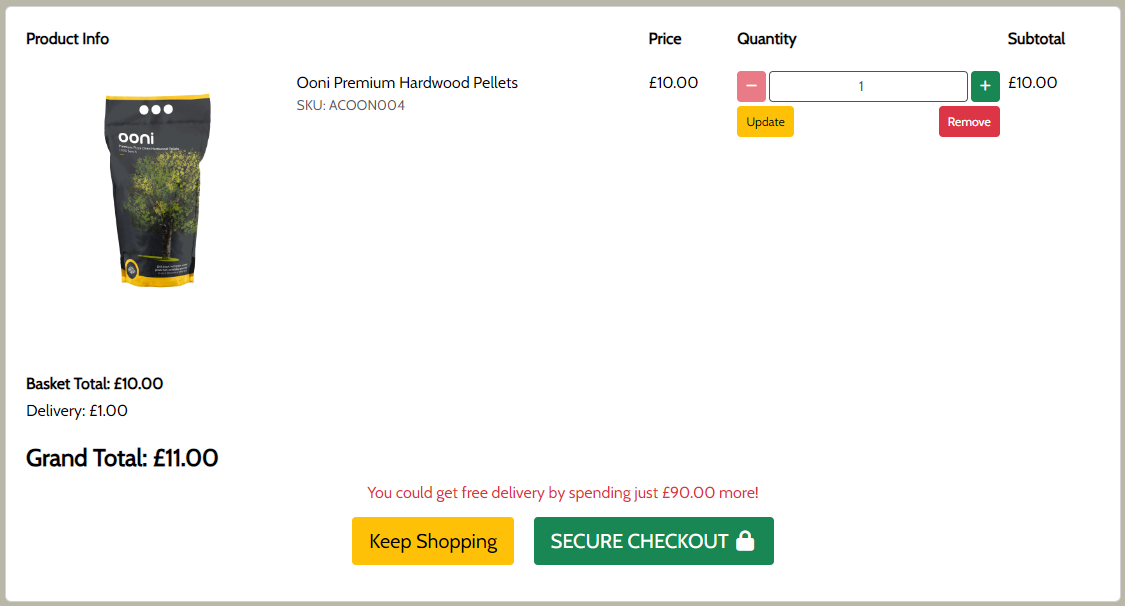 Product Info Price Quantity Subtotal
Ooni Premium Hardwood Pellets £10.00 − 1 + £10.00
SKU: ACOON004
Update Remove
ooni
Basket Total: £10.00
Delivery: £1.00
Grand Total: £11.00
You could get free delivery by spending just £90.00 more!
Keep Shopping SECURE CHECKOUT